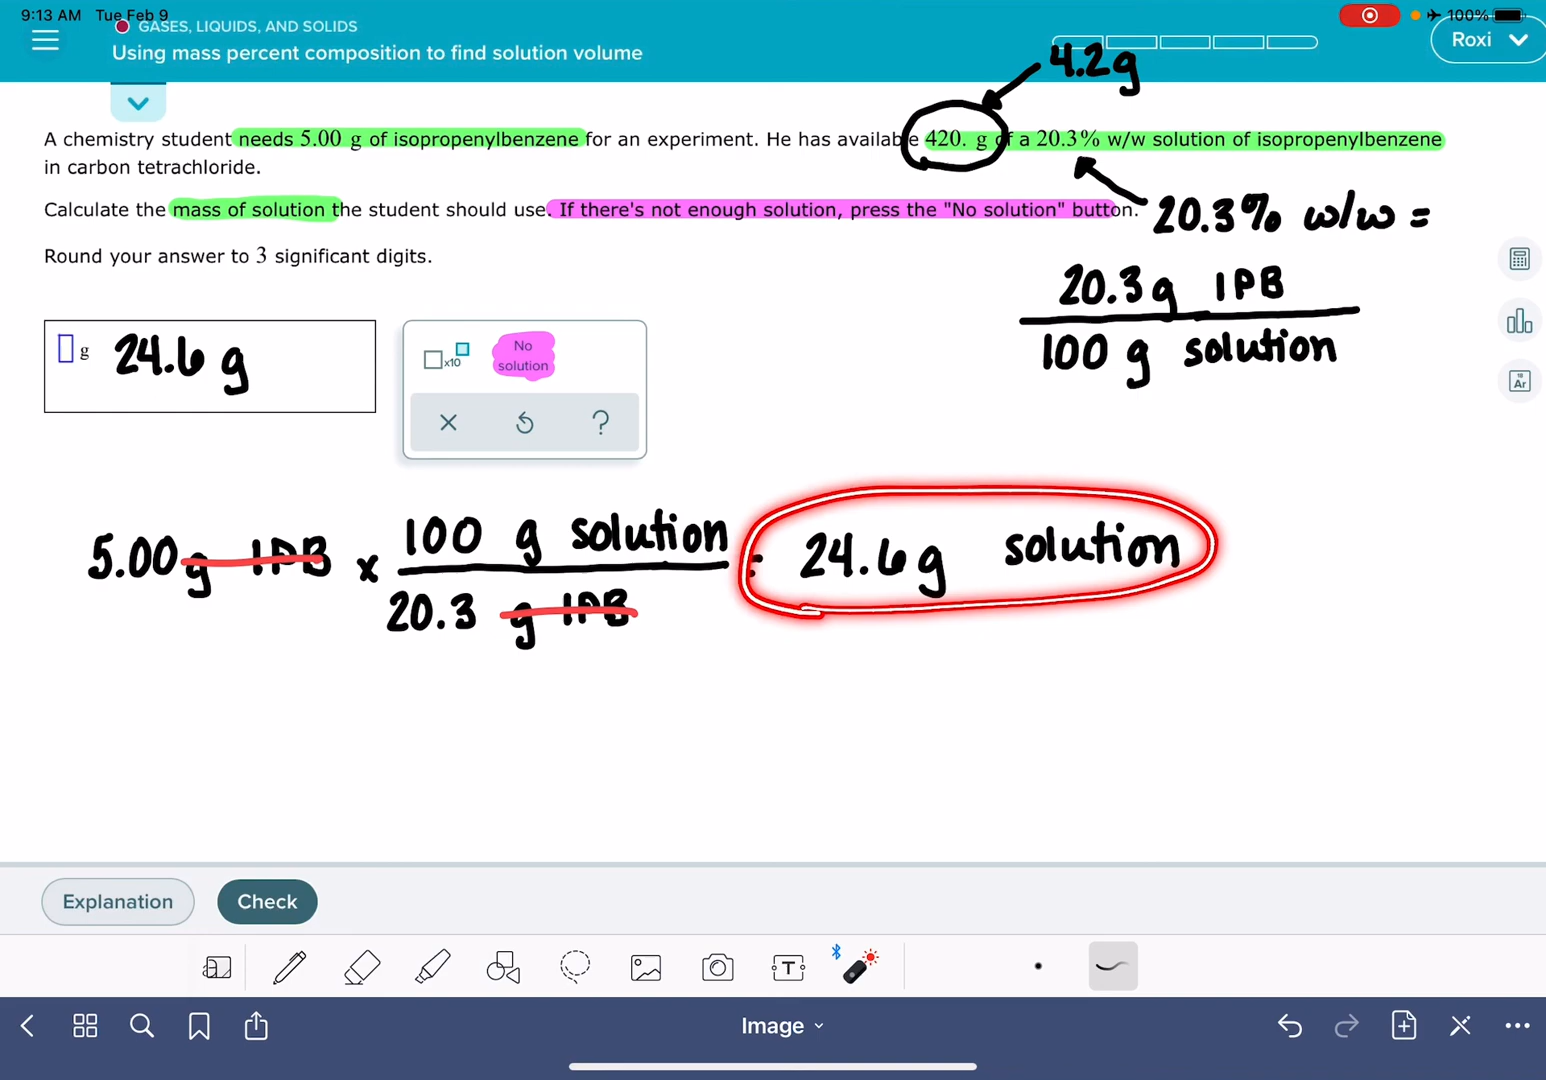 9:13 AM Tue Feb 9
100%
GASES, LIQUIDS, AND SOLIDS
Using mass percent composition to find solution volume
Roxi
4.2g
A chemistry student needs 5.00 g of isopropenylbenzene for an experiment. He has available 420. g of a 20.3% w/w solution of isopropenylbenzene
in carbon tetrachloride.
Calculate the mass of solution the student should use. If there's not enough solution, press the "No solution" button.
20.3% w/w =
Round your answer to 3 significant digits.
20.3g IPB
100 g solution
g 24.6 g
x10
No
solution
?
18
Ar
5.00g IPB x 100 g solution = 24.6g solution
20.3 g IPB
Explanation
Check
a
T
Image